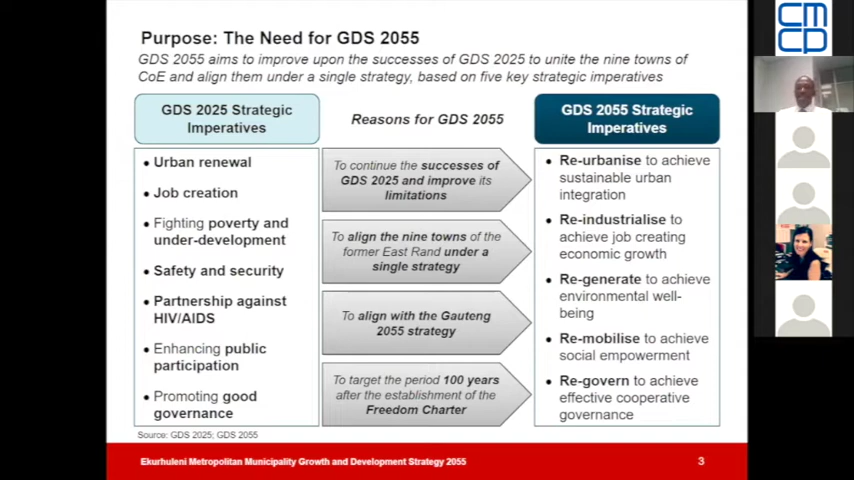 Purpose: The Need for GDS 2055
GDS 2055 aims to improve upon the successes of GDS 2025 to unite the nine towns of
CoE and align them under a single strategy, based on five key strategic imperatives
GDS 2025 Strategic
Imperatives
• Urban renewal
• Job creation
• Fighting poverty and
under-development
• Safety and security
• Partnership against
HIV/AIDS
• Enhancing public
participation
• Promoting good
governance
Reasons for GDS 2055
To continue the successes of
GDS 2025 and improve its
limitations
To align the nine towns of the
former East Rand under a
single strategy
To align with the Gauteng
2055 strategy
To target the period 100 years
after the establishment of the
Freedom Charter
GDS 2055 Strategic
Imperatives
• Re-urbanise to achieve
sustainable urban
integration
• Re-industrialise to
achieve job creating
economic growth
• Re-generate to achieve
environmental well-
being
• Re-mobilise to achieve
social empowerment
• Re-govern to achieve
effective cooperative
governance
Source: GDS 2025; GDS 2055
Ekurhuleni Metropolitan Municipality Growth and Development Strategy 2055
3
CM
CP